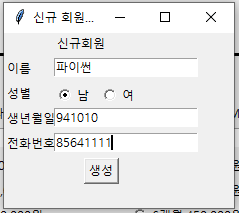 신규 회원...
신규회원
이름 파이썬
성별 남 여
생년월일 941010
전화번호 85641111
생성